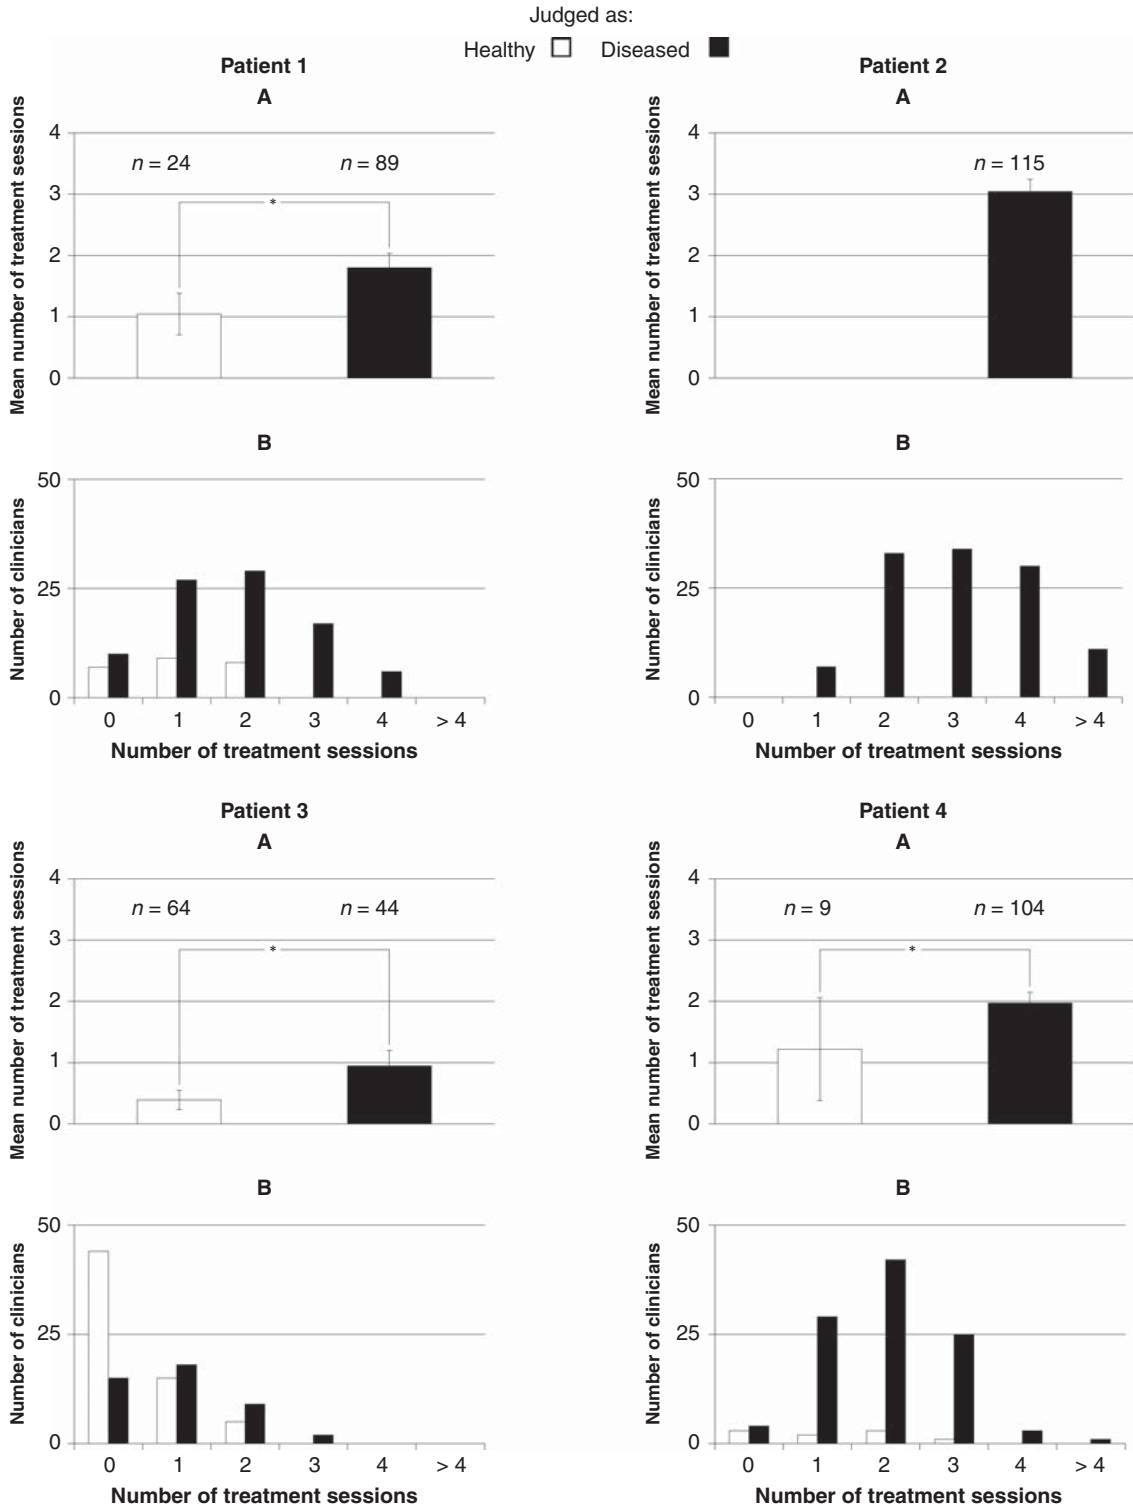 Judged as:
Healthy Diseased
Patient 1
A
Mean number of treatment sessions
4
3
2
1
0
n = 24
n = 89
*
B
Number of clinicians
50
25
0
0 1 2 3 4 > 4
Number of treatment sessions
Patient 2
A
Mean number of treatment sessions
4
3
2
1
0
n = 115
B
Number of clinicians
50
25
0
0 1 2 3 4 > 4
Number of treatment sessions
Patient 3
A
Mean number of treatment sessions
4
3
2
1
0
n = 64
n = 44
*
B
Number of clinicians
50
25
0
0 1 2 3 4 > 4
Number of treatment sessions
Patient 4
A
Mean number of treatment sessions
4
3
2
1
0
n = 9
n = 104
*
B
Number of clinicians
50
25
0
0 1 2 3 4 > 4
Number of treatment sessions